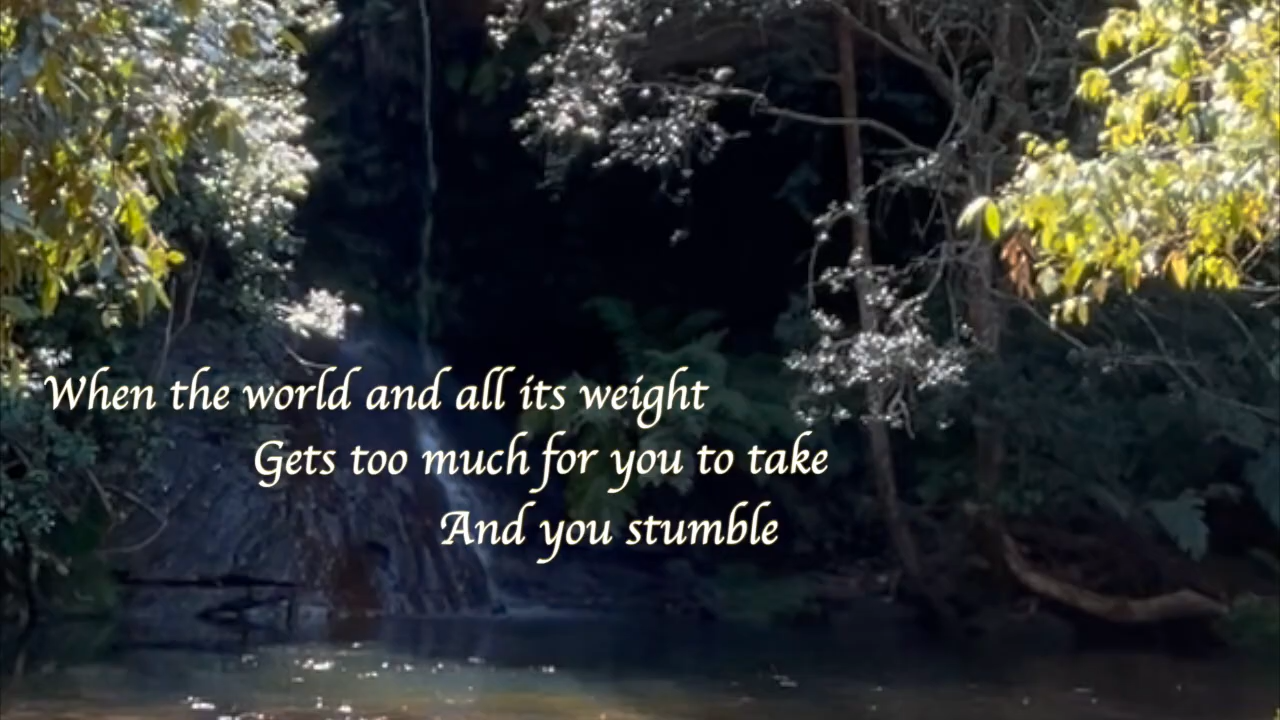 When the world and all its weight
Gets too much for you to take
And you stumble